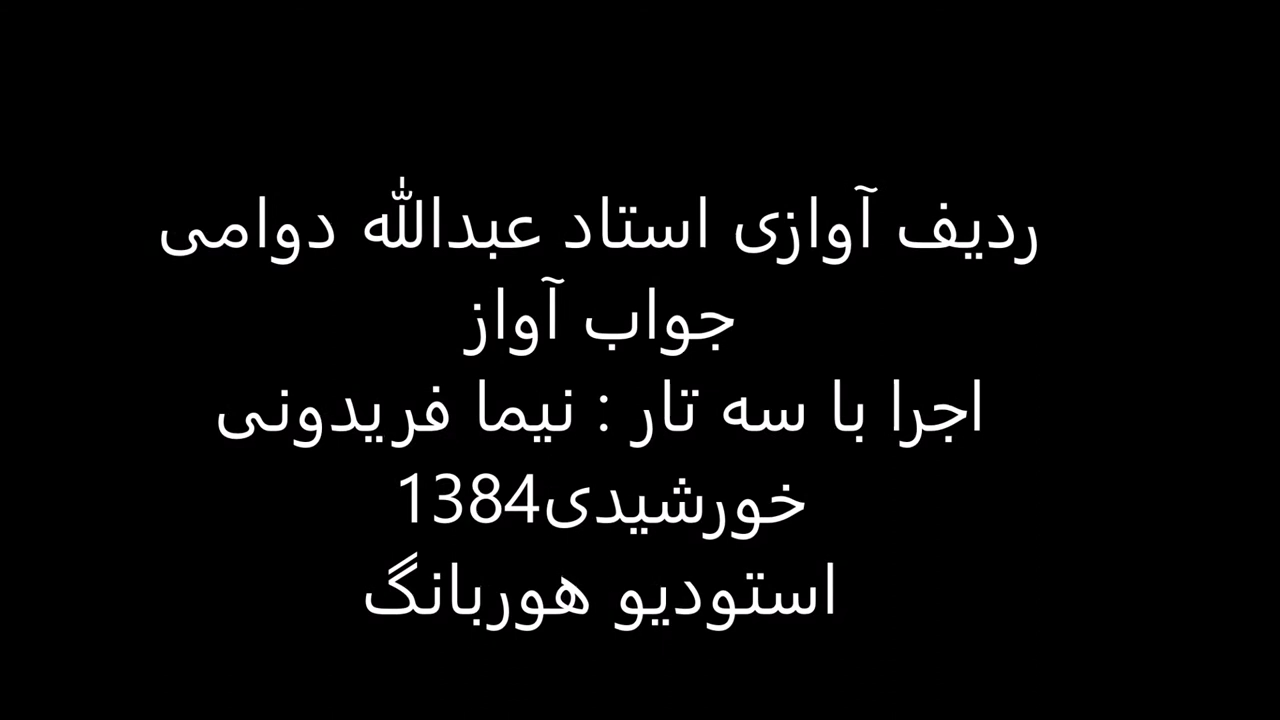 ردیف آوازی استاد عبدالله دوامی
جواب آواز
اجرا با سه تار : نیما فریدونی
خورشیدی1384
استودیو هوربانگ